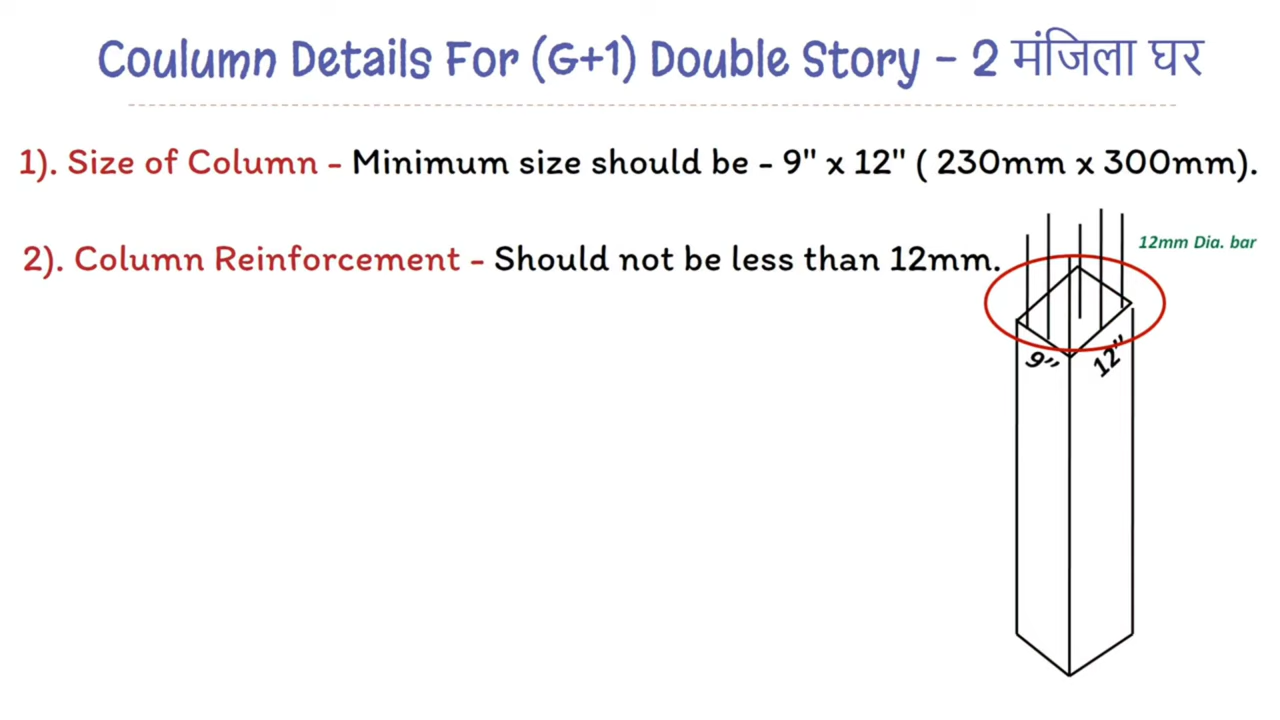 Coulumn Details For (G+1) Double Story - 2 मंजिला घर
1). Size of Column - Minimum size should be - 9" x 12" ( 230mm x 300mm).
12mm Dia. bar
2). Column Reinforcement - Should not be less than 12mm.
9"
12"